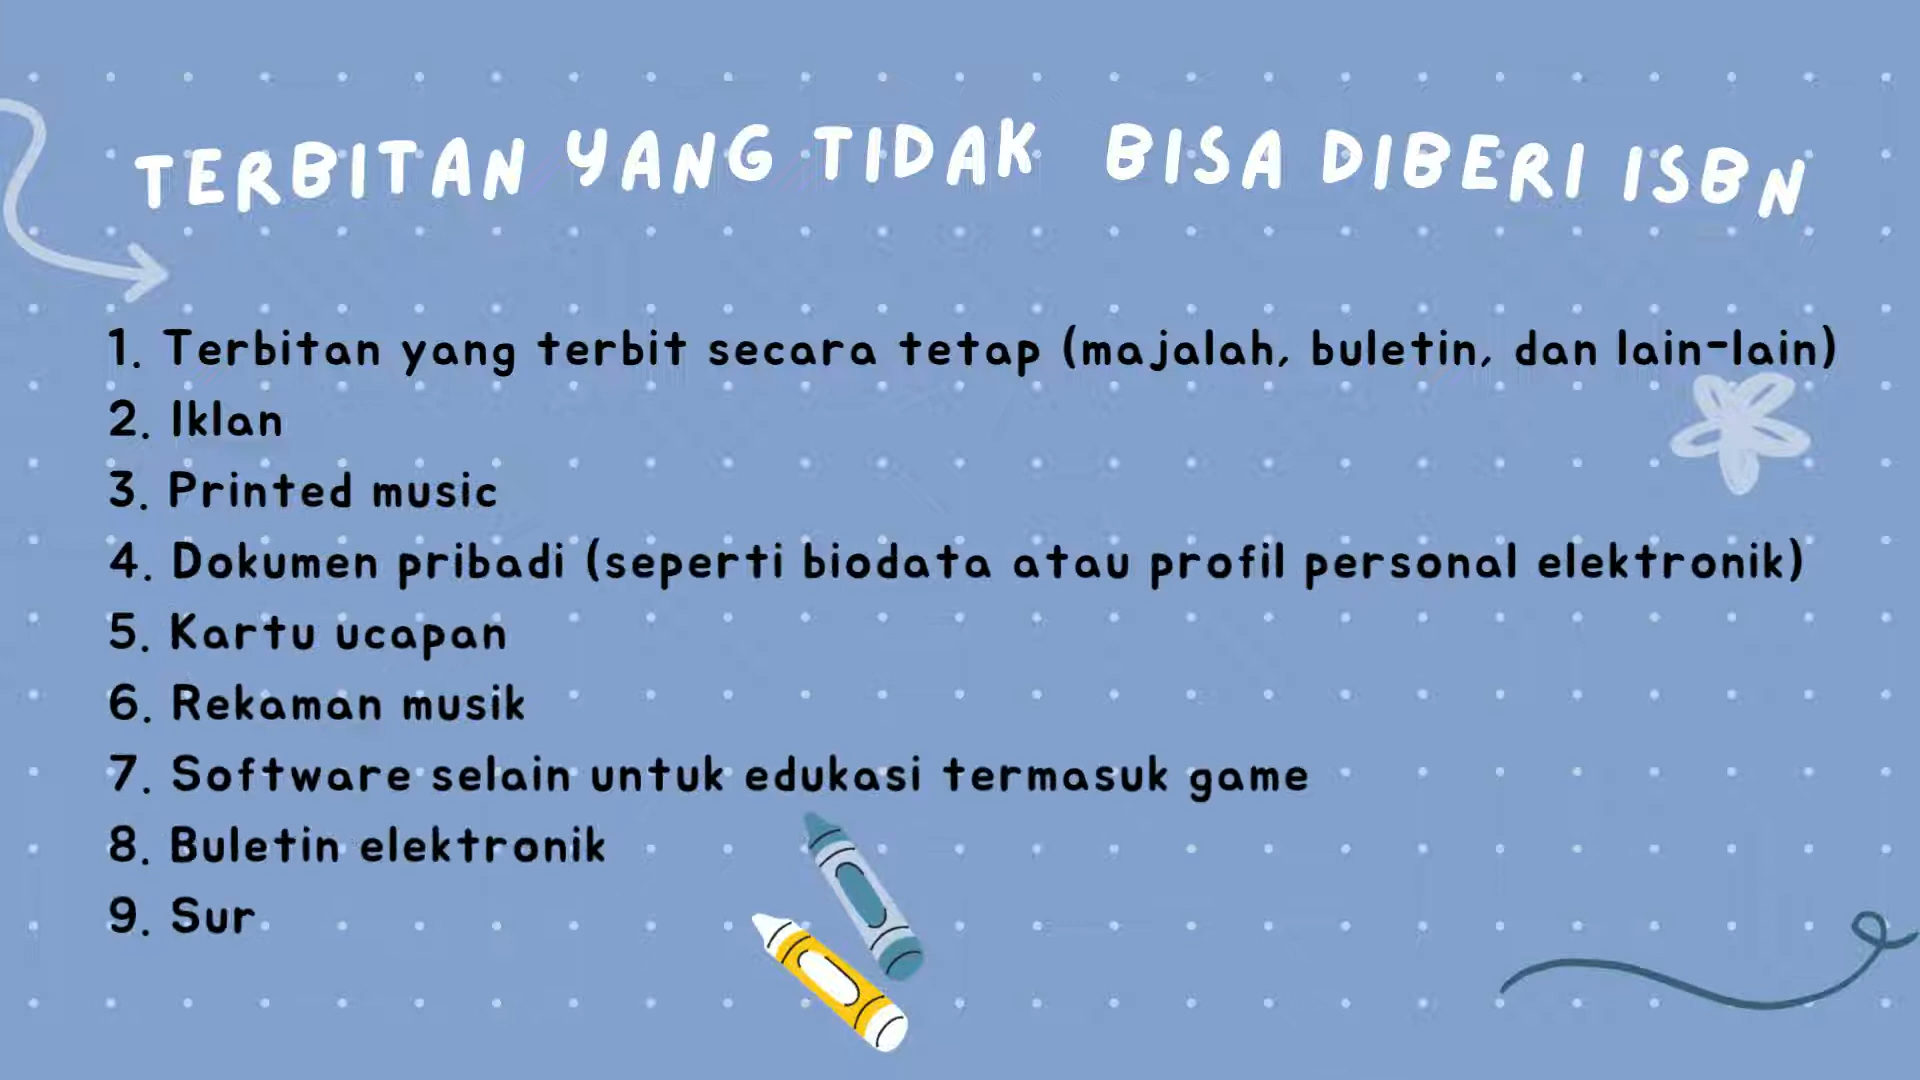 TERBITAN YANG TIDAK BISA DIBERI ISBN
1. Terbitan yang terbit secara tetap (majalah, buletin, dan lain-lain)
2. Iklan
3. Printed music
4. Dokumen pribadi (seperti biodata atau profil personal elektronik)
5. Kartu ucapan
6. Rekaman musik
7. Software selain untuk edukasi termasuk game
8. Buletin elektronik
9. Sur